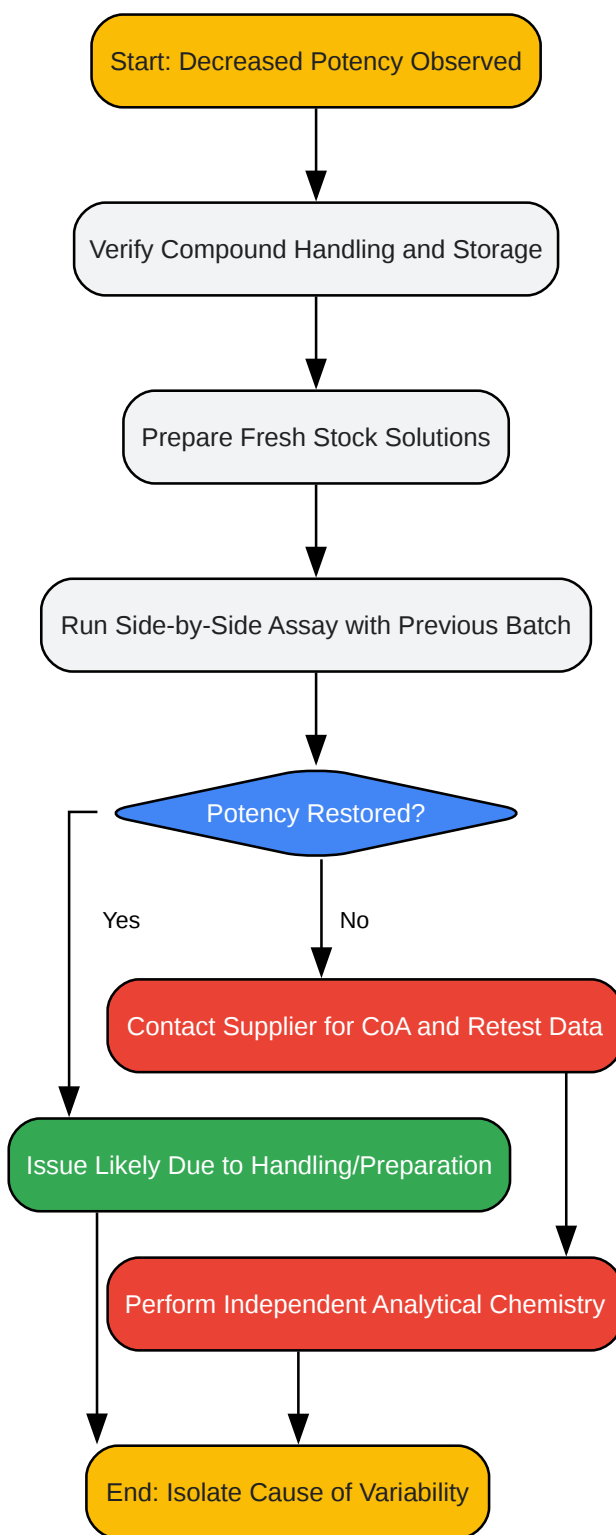 Start: Decreased Potency Observed
Verify Compound Handling and Storage
Prepare Fresh Stock Solutions
Run Side-by-Side Assay with Previous Batch
Potency Restored?
Yes
No
Contact Supplier for CoA and Retest Data
Issue Likely Due to Handling/Preparation
Perform Independent Analytical Chemistry
End: Isolate Cause of Variability